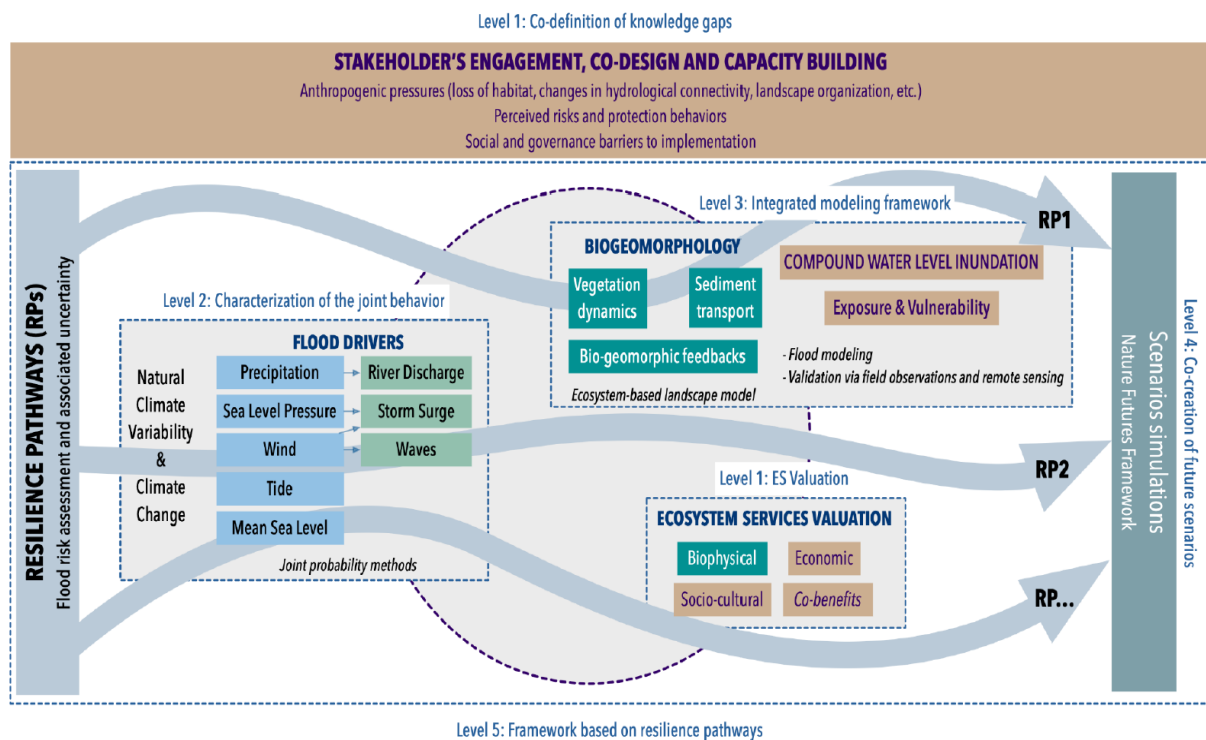 Level 1: Co-definition of knowledge gaps
STAKEHOLDER'S ENGAGEMENT, CO-DESIGN AND CAPACITY BUILDING
Anthropogenic pressures (loss of habitat, changes in hydrological connectivity, landscape organization, etc.)
Perceived risks and protection behaviors
Social and governance barriers to implementation
RESILIENCE PATHWAYS (RPs)
Flood risk assessment and associated uncertainty
Level 2: Characterization of the joint behavior
FLOOD DRIVERS
Natural
Climate
Variability
&
Climate
Change
Precipitation
River Discharge
Sea Level Pressure
Storm Surge
Wind
Waves
Tide
Mean Sea Level
Joint probability methods
Level 3: Integrated modeling framework
BIOGEOMORPHOLOGY
Vegetation
dynamics
Sediment
transport
Bio-geomorphic feedbacks
Ecosystem-based landscape model
COMPOUND WATER LEVEL INUNDATION
Exposure & Vulnerability
- Flood modeling
- Validation via field observations and remote sensing
Level 1: ES Valuation
ECOSYSTEM SERVICES VALUATION
Biophysical
Economic
Socio-cultural
Co-benefits
RP1
RP2
RP...
Scenarios simulations
Nature Futures Framework
Level 4: Co-creation of future scenarios
Level 5: Framework based on resilience pathways